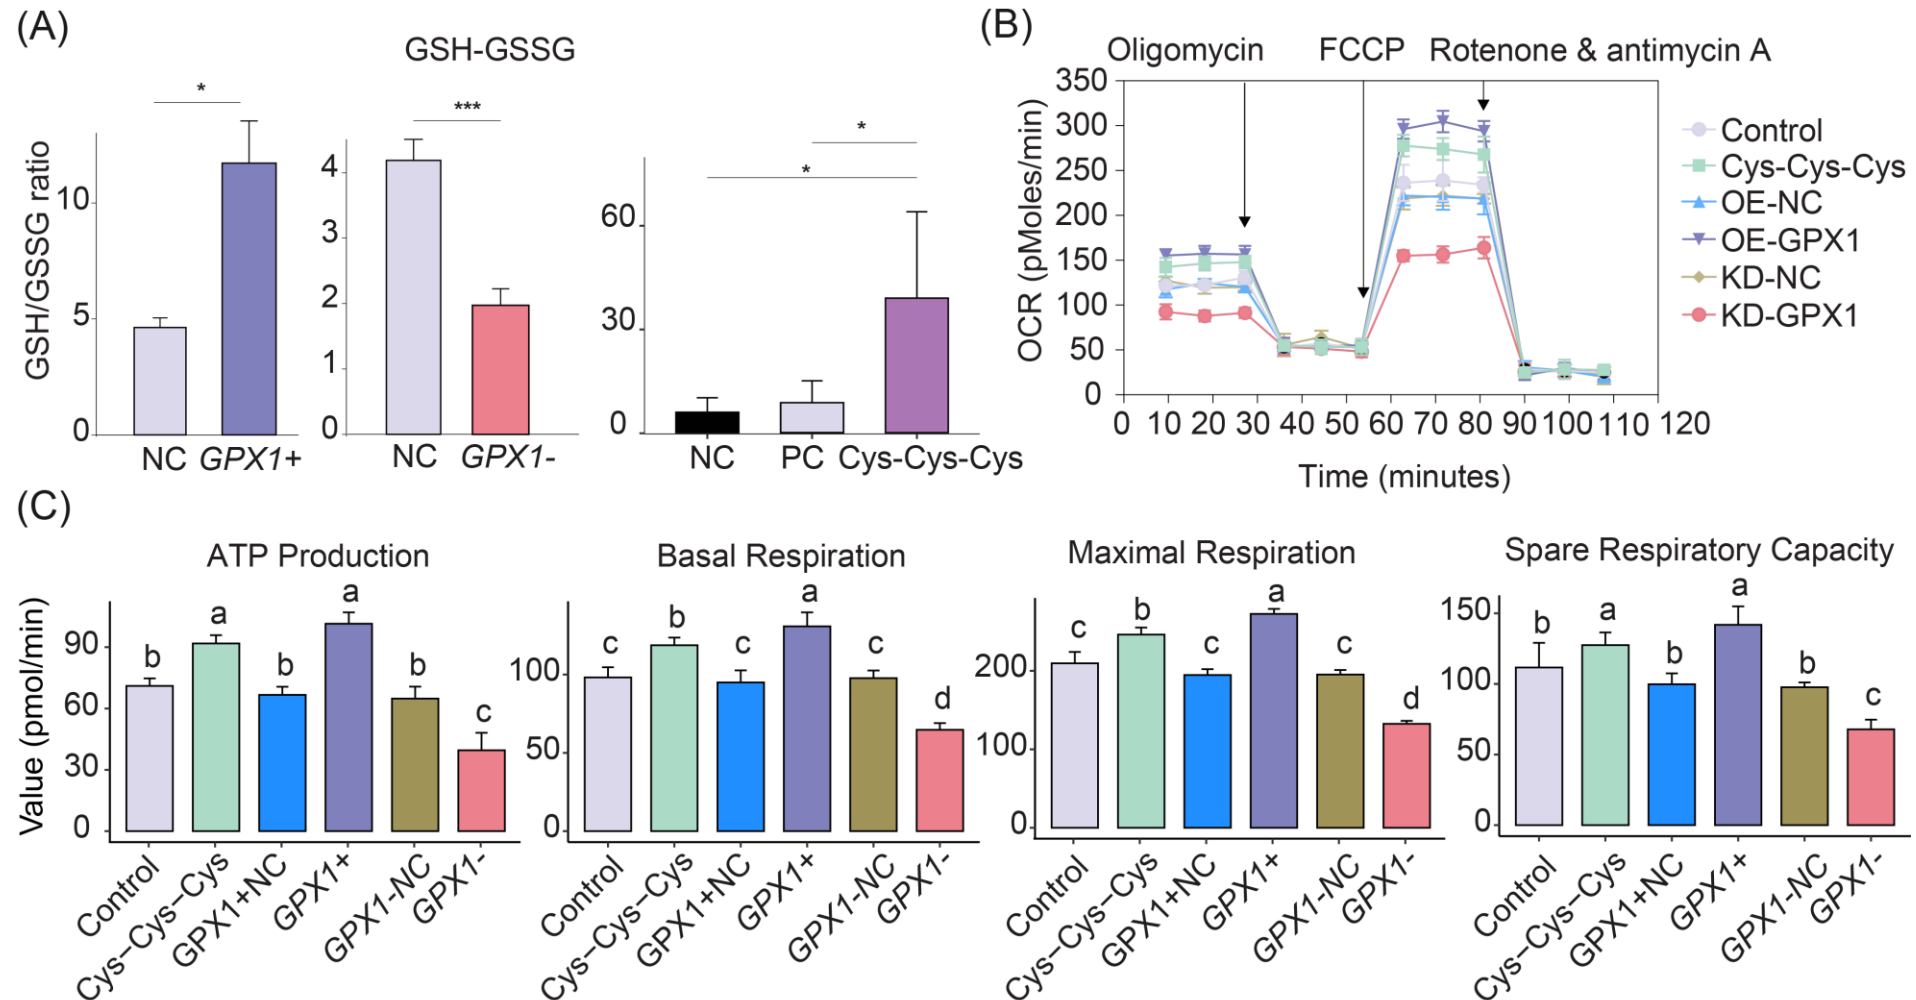 (A)
GSH-GSSG
GSH/GSSG ratio
*
10
5
0
NC GPX1+
***
4
3
2
1
0
NC GPX1-
*
*
60
30
0
NC PC Cys-Cys-Cys
(B)
Oligomycin FCCP Rotenone & antimycin A
OCR (pMoles/min)
350
300
250
200
150
100
50
0
0 10 20 30 40 50 60 70 80 90 100 110 120
Time (minutes)
Control
Cys-Cys-Cys
OE-NC
OE-GPX1
KD-NC
KD-GPX1
(C)
Value (pmol/min)
ATP Production
90
60
30
0
b a b a b c
Control Cys−Cys−Cys GPX1+NC GPX1+ GPX1-NC GPX1-
Basal Respiration
100
50
0
c b c a c d
Control Cys−Cys−Cys GPX1+NC GPX1+ GPX1-NC GPX1-
Maximal Respiration
200
100
0
c b c a c d
Control Cys−Cys−Cys GPX1+NC GPX1+ GPX1-NC GPX1-
Spare Respiratory Capacity
150
100
50
0
b a b a b c
Control Cys−Cys−Cys GPX1+NC GPX1+ GPX1-NC GPX1-